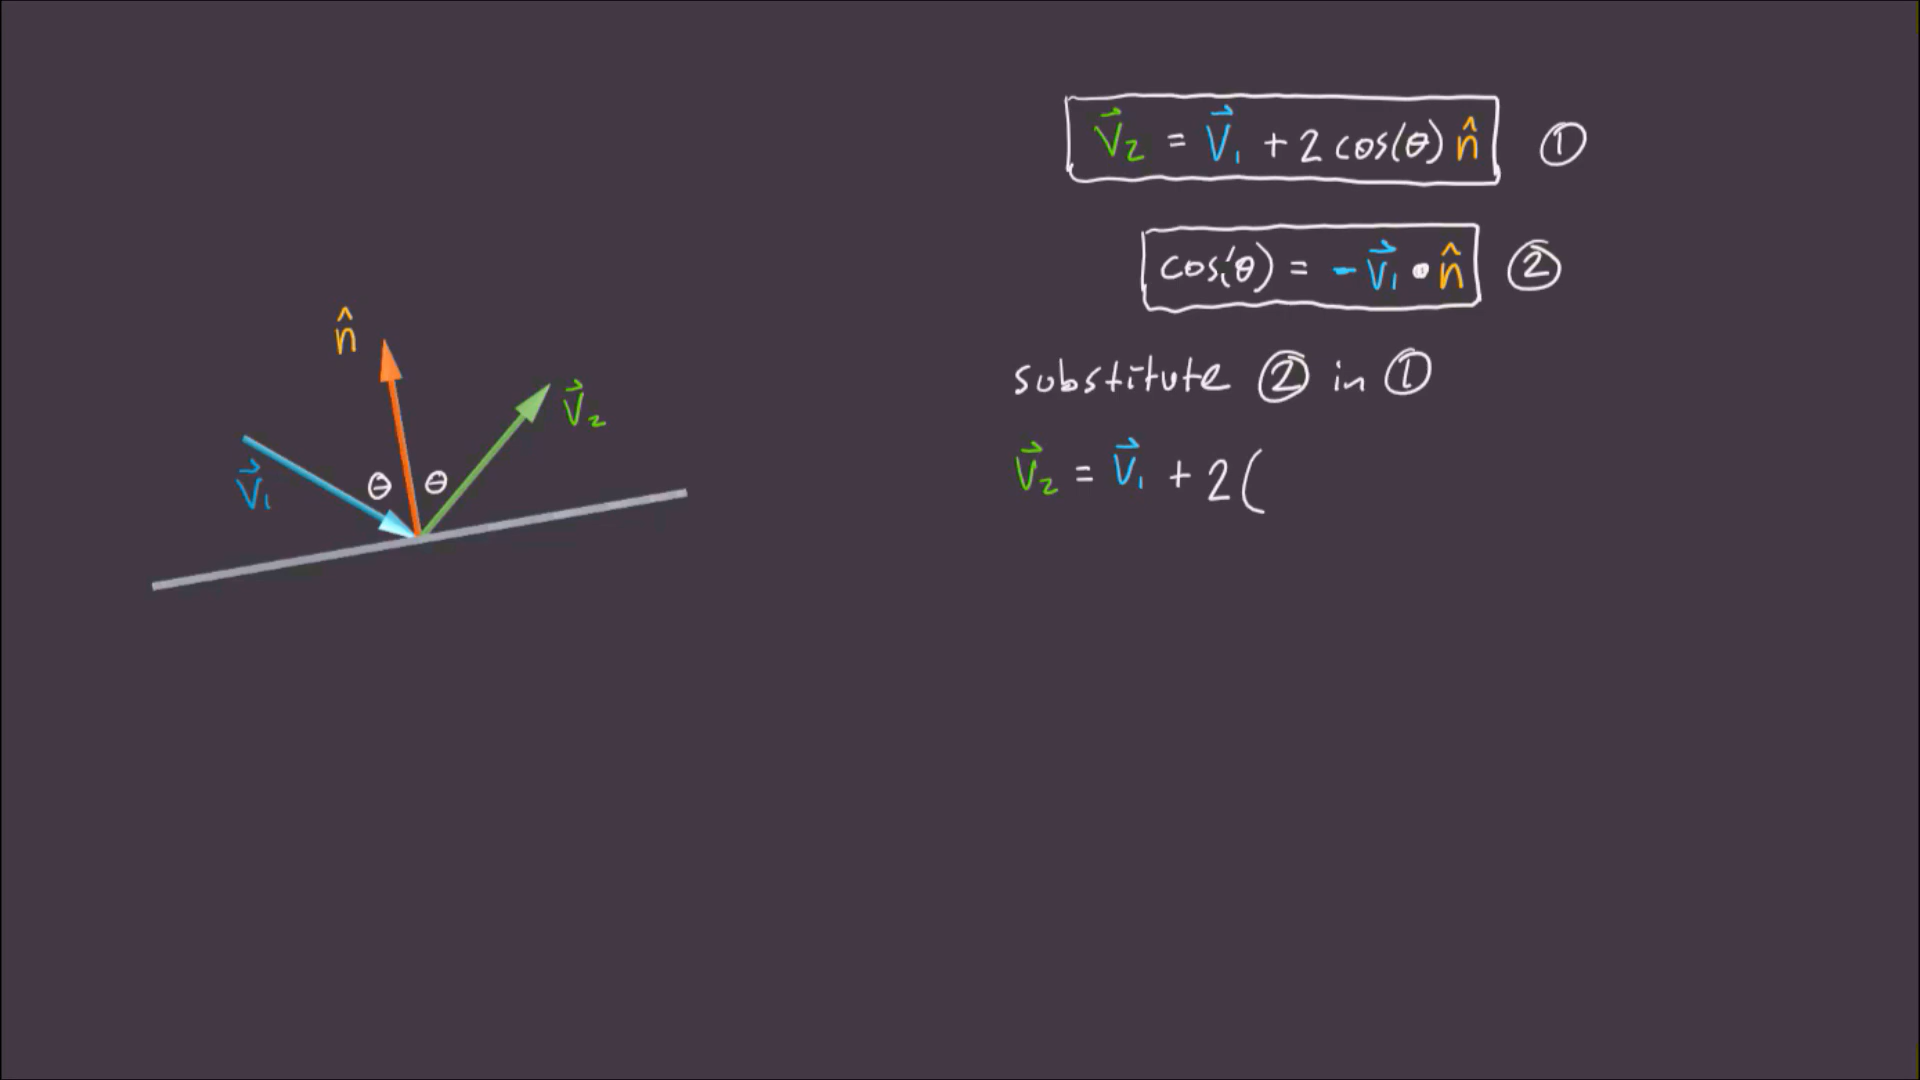 V⃗₂ = V⃗₁ + 2 cos(θ) n̂ ①
cos(θ) = -V⃗₁ • n̂ ②
substitute ② in ①
V⃗₂ = V⃗₁ + 2 (
n̂
V⃗₂
V⃗₁
θ θ